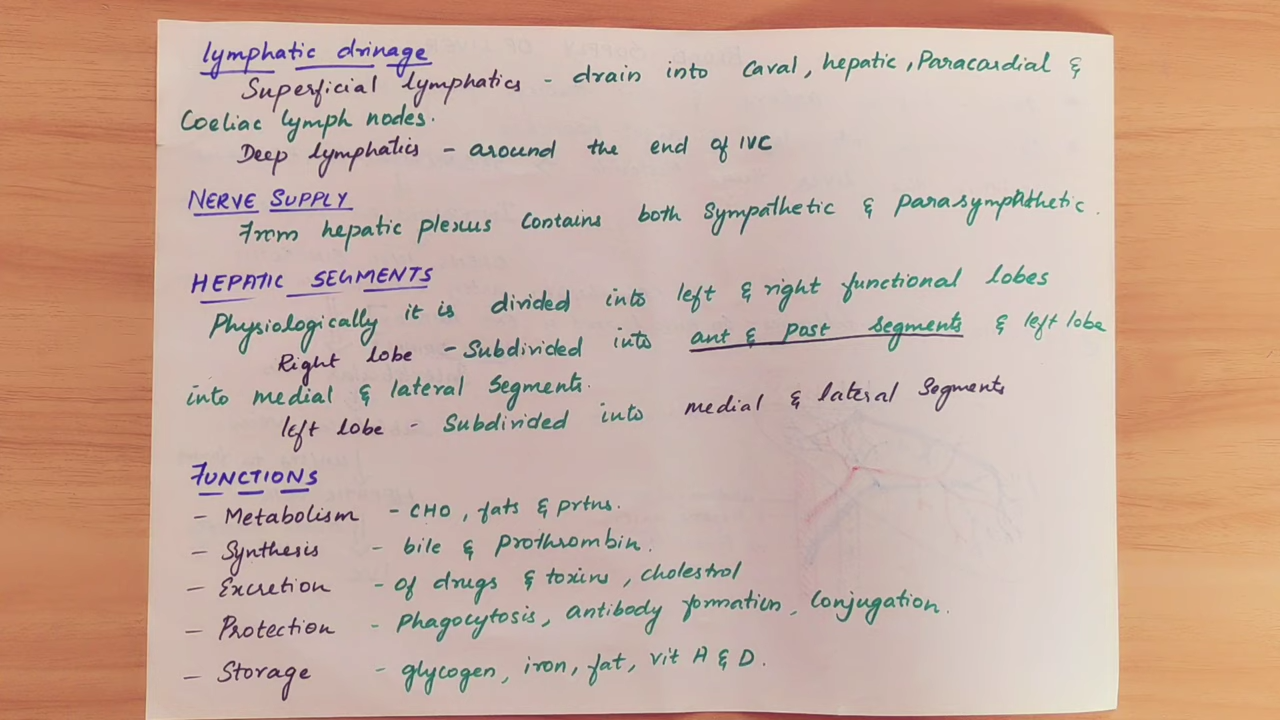 Lymphatic drinage
Superficial lymphatics - drain into Caval, hepatic, Paracardial &
Coeliac lymph nodes.
Deep lymphatics - around the end of IVC
NERVE SUPPLY
From hepatic plexus Contains both Sympathetic & Parasymphthetic.
HEPATIC SEGMENTS
Physiologically it is divided into left & right functional lobes
Right lobe - Subdivided into ant & Post segments & left lobe
into medial & lateral Segments.
left lobe - Subdivided into medial & lateral Segments
FUNCTIONS
- Metabolism - CHO, fats & prtns.
- Synthesis - bile & Prothrombin.
- Excretion - of drugs & toxins, cholestrol
- Protection - Phagocytosis, antibody formation, Conjugation.
- Storage - glycogen, iron, fat, Vit A & D.